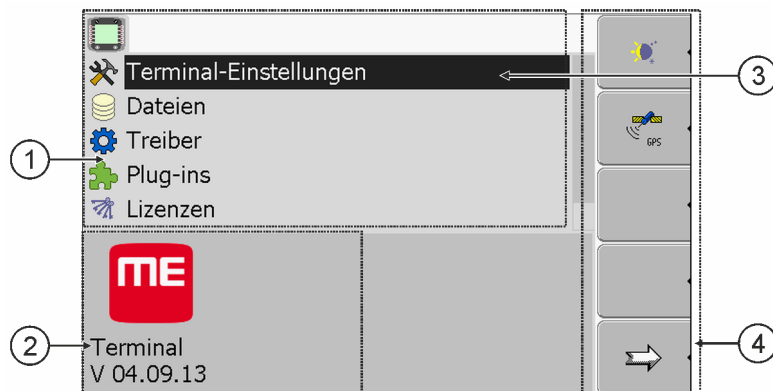 Terminal-Einstellungen
Dateien
Treiber
Plug-ins
Lizenzen
GPS
ME
Terminal
V 04.09.13
1
2
3
4